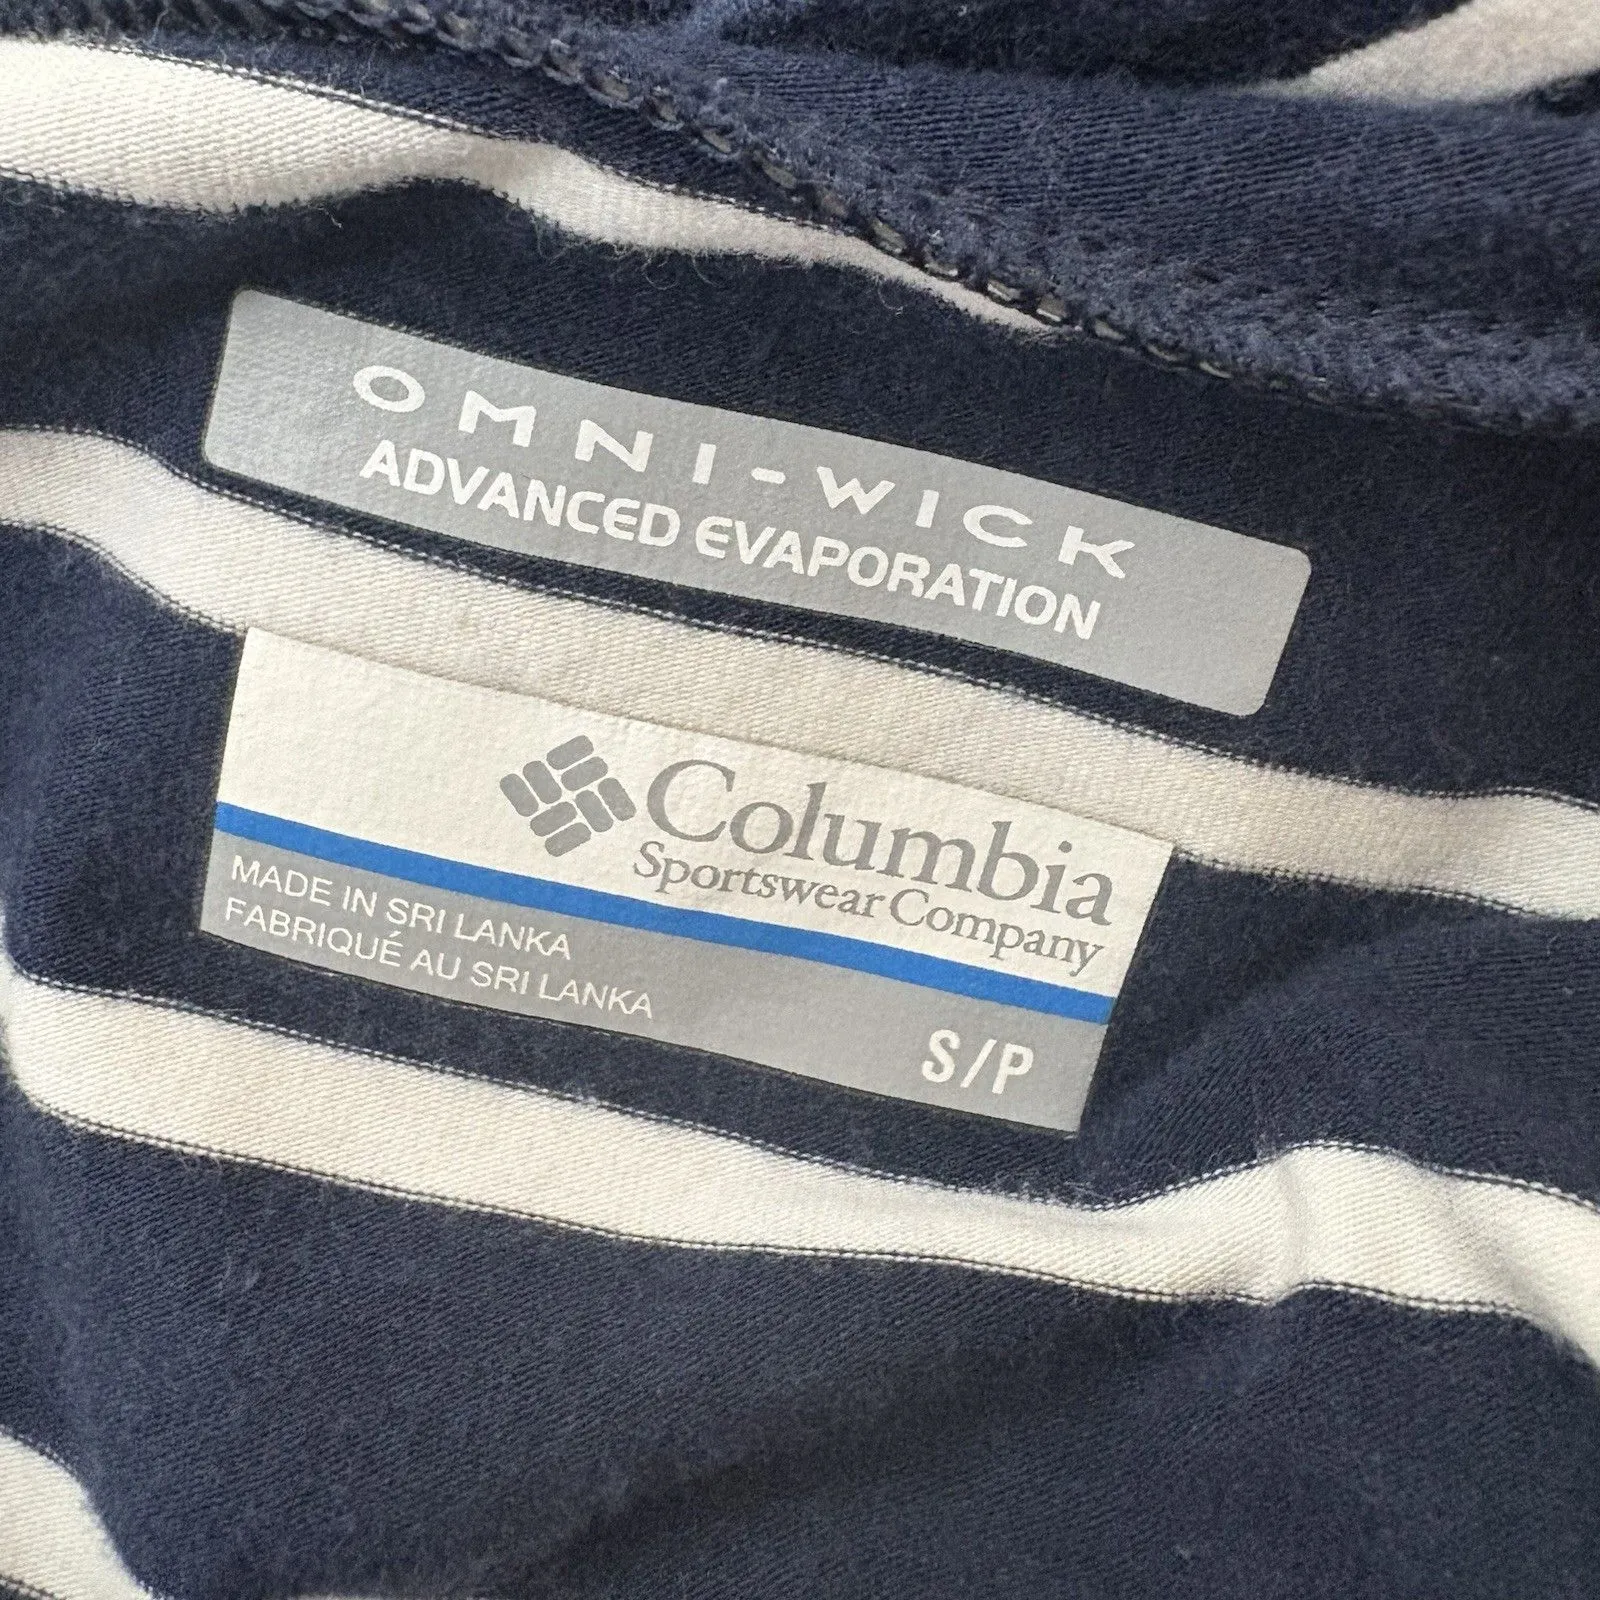 OMNI-WICK
ADVANCED EVAPORATION
Columbia
Sportswear Company
MADE IN SRI LANKA
FABRIQUÉ AU SRI LANKA
S/P